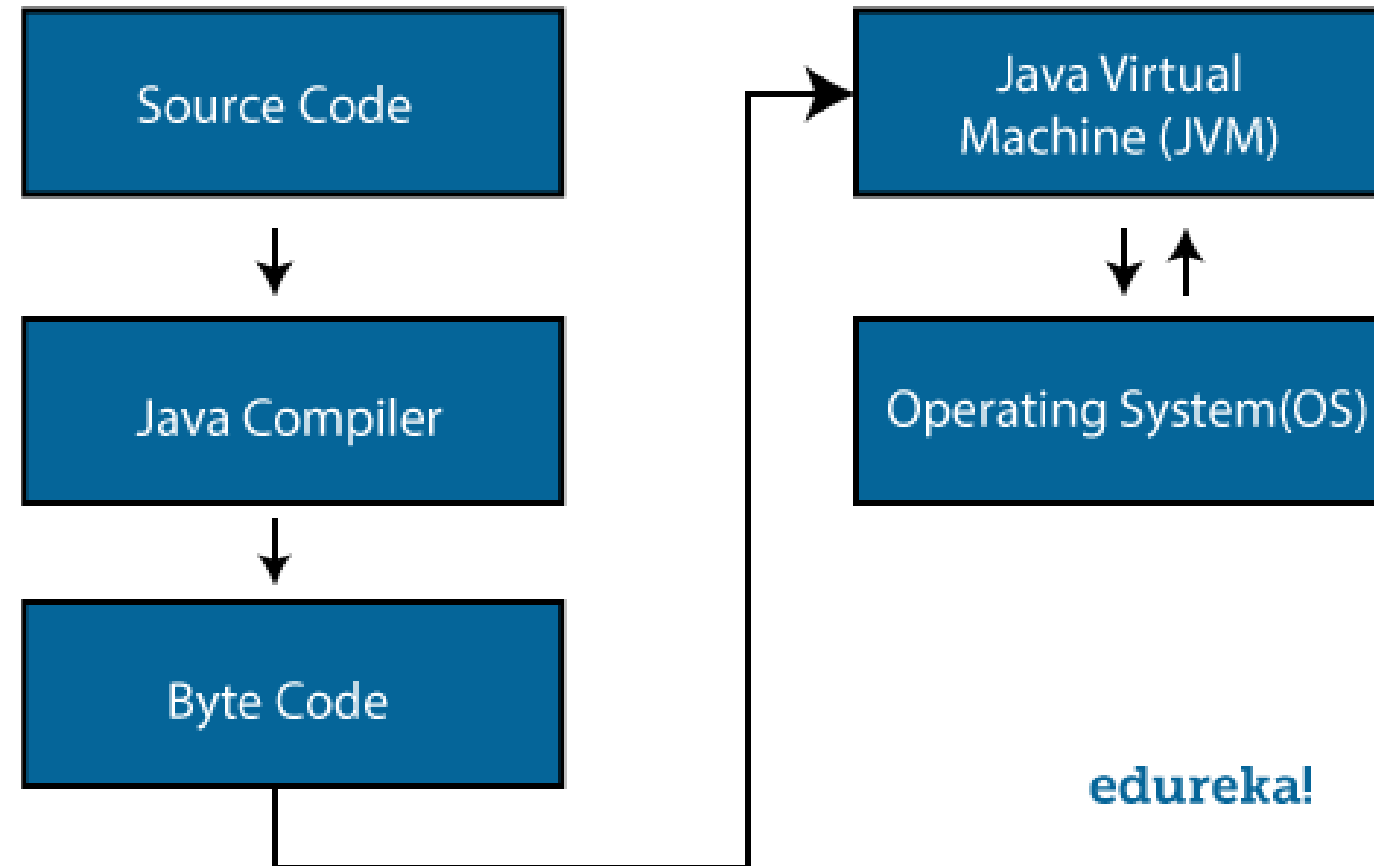 Source Code
Java Compiler
Byte Code
Java Virtual
Machine (JVM)
Operating System(OS)
edureka!